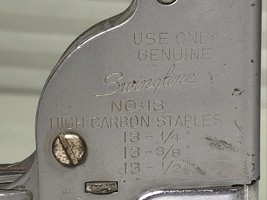 USE ONLY
GENUINE
Swingline
NO. 13
HIGH CARBON STAPLES
13 - 1/4"
13 - 3/8"
13 - 1/2"